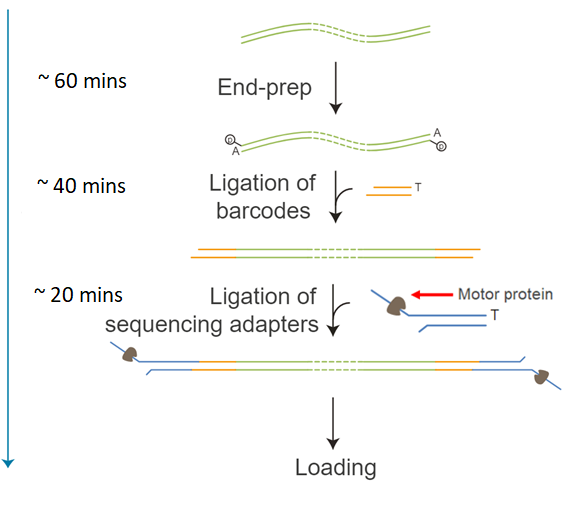 ~ 60 mins
End-prep
p
A
A
p
~ 40 mins
Ligation of
barcodes
T
~ 20 mins
Ligation of
sequencing adapters
Motor protein
T
Loading